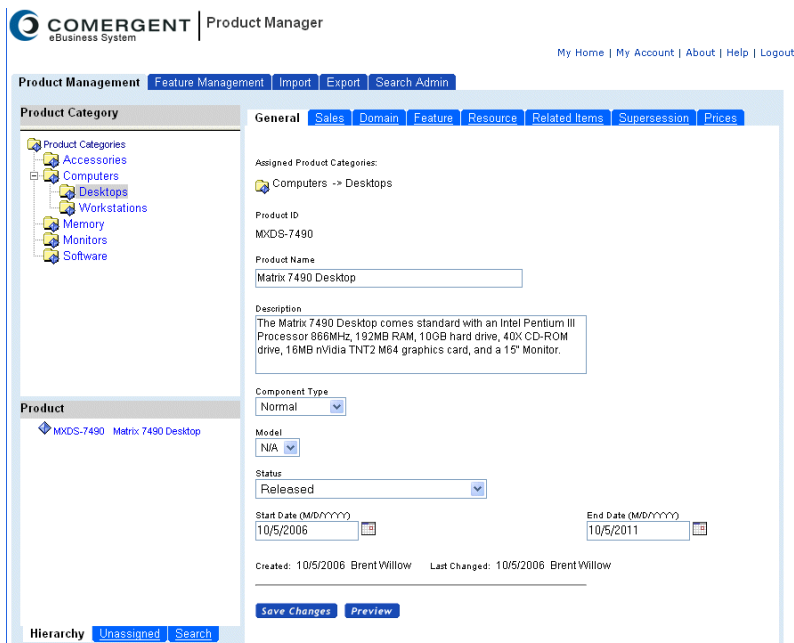 COMERGENT
eBusiness System
Product Manager
My Home | My Account | About | Help | Logout
Product Management Feature Management Import Export Search Admin
Product Category
Product Categories
Accessories
Computers
Desktops
Workstations
Memory
Monitors
Software
Product
MXDS-7490 Matrix 7490 Desktop
Hierarchy Unassigned Search
General Sales Domain Feature Resource Related Items Supersession Prices
Assigned Product Categories:
Computers -> Desktops
Product ID
MXDS-7490
Product Name
Matrix 7490 Desktop
Description
The Matrix 7490 Desktop comes standard with an Intel Pentium III
Processor 866MHz, 192MB RAM, 10GB hard drive, 40X CD-ROM
drive, 16MB nVidia TNT2 M64 graphics card, and a 15" Monitor.
Component Type
Normal
Model
N/A
Status
Released
Start Date (M/D/YYYY) End Date (M/D/YYYY)
10/5/2006 10/5/2011
Created: 10/5/2006 Brent Willow Last Changed: 10/5/2006 Brent Willow
Save Changes Preview